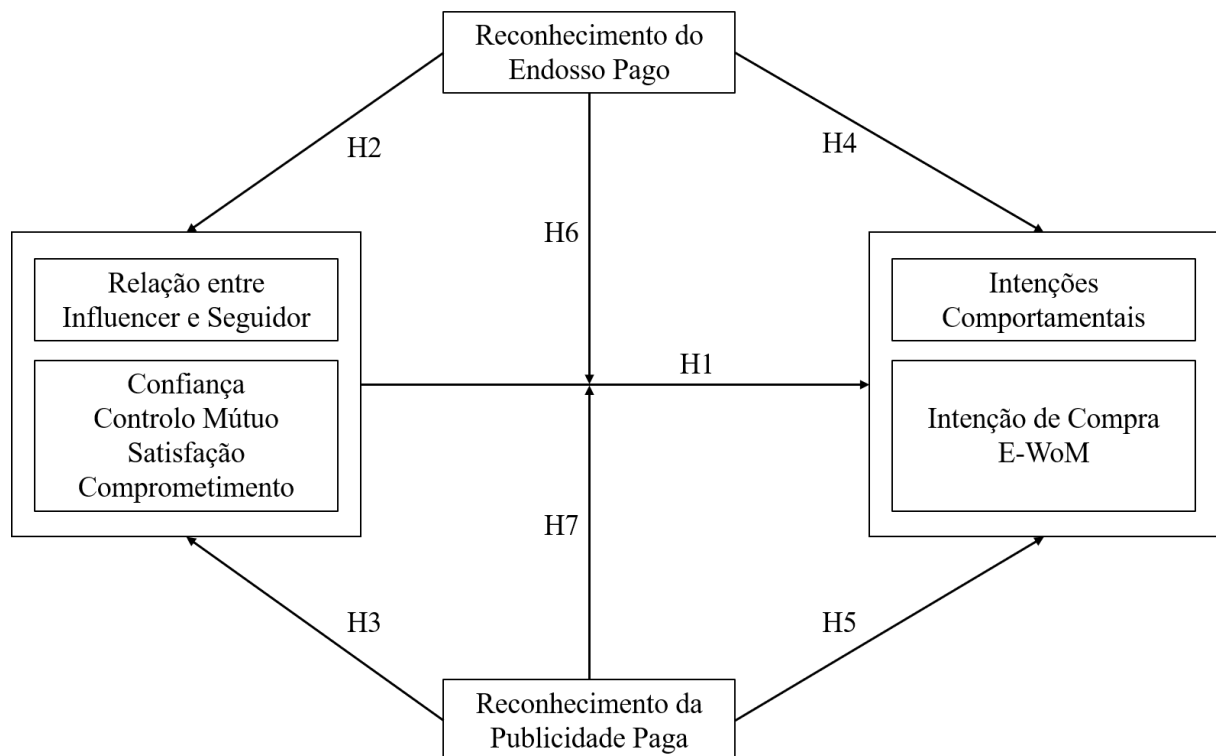 Reconhecimento do
Endosso Pago
H2
H4
H6
Relação entre
Influencer e Seguidor
Confiança
Controlo Mútuo
Satisfação
Comprometimento
H1
Intenções
Comportamentais
Intenção de Compra
E-WoM
H7
H3
H5
Reconhecimento da
Publicidade Paga